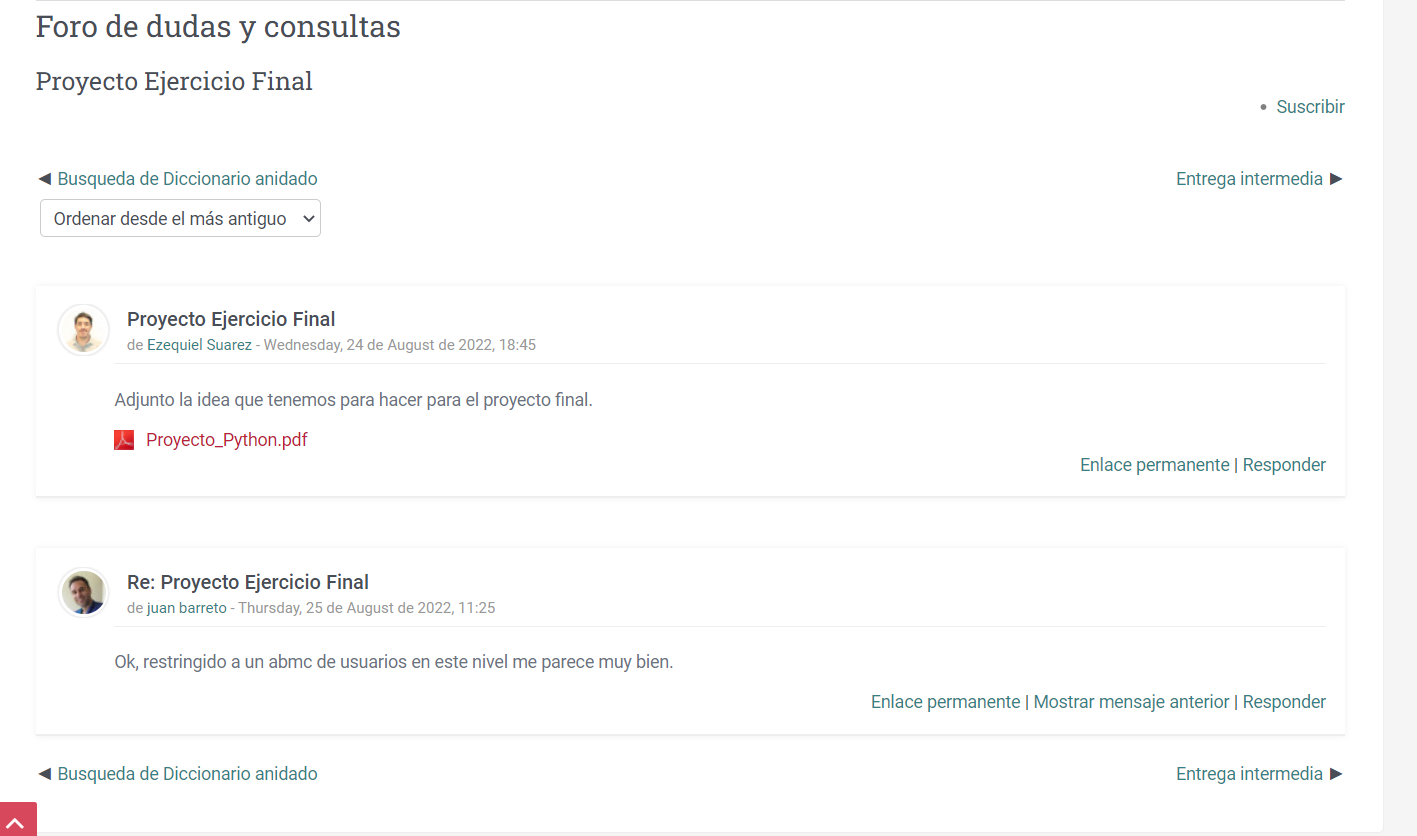 Foro de dudas y consultas
Proyecto Ejercicio Final
• Suscribir
◀ Busqueda de Diccionario anidado
Entrega intermedia ▶
Ordenar desde el más antiguo
Proyecto Ejercicio Final
de Ezequiel Suarez - Wednesday, 24 de August de 2022, 18:45
Adjunto la idea que tenemos para hacer para el proyecto final.
Proyecto_Python.pdf
Enlace permanente | Responder
Re: Proyecto Ejercicio Final
de juan barreto - Thursday, 25 de August de 2022, 11:25
Ok, restringido a un abmc de usuarios en este nivel me parece muy bien.
Enlace permanente | Mostrar mensaje anterior | Responder
◀ Busqueda de Diccionario anidado
Entrega intermedia ▶